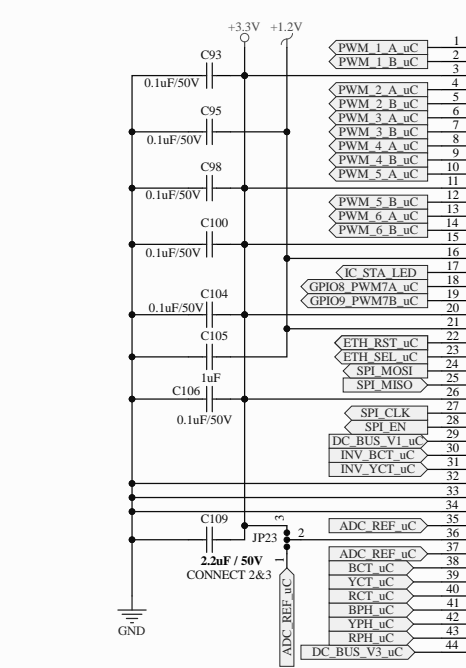 +3.3V +1.2V
C93
0.1uF/50V
C95
0.1uF/50V
C98
0.1uF/50V
C100
0.1uF/50V
C104
0.1uF/50V
C105
1uF
C106
0.1uF/50V
C109
2.2uF / 50V
CONNECT 2&3
GND
JP23
3
2
1
ADC_REF_uC
PWM_1_A_uC 1
PWM_1_B_uC 2
3
PWM_2_A_uC 4
PWM_2_B_uC 5
PWM_3_A_uC 6
PWM_3_B_uC 7
PWM_4_A_uC 8
PWM_4_B_uC 9
PWM_5_A_uC 10
11
PWM_5_B_uC 12
PWM_6_A_uC 13
PWM_6_B_uC 14
15
16
IC_STA_LED 17
GPIO8_PWM7A_uC 18
GPIO9_PWM7B_uC 19
20
21
ETH_RST_uC 22
ETH_SEL_uC 23
SPI_MOSI 24
SPI_MISO 25
26
SPI_CLK 27
SPI_EN 28
DC_BUS_V1_uC 29
INV_BCT_uC 30
INV_YCT_uC 31
32
33
34
ADC_REF_uC 35
36
ADC_REF_uC 37
BCT_uC 38
YCT_uC 39
RCT_uC 40
BPH_uC 41
YPH_uC 42
RPH_uC 43
DC_BUS_V3_uC 44